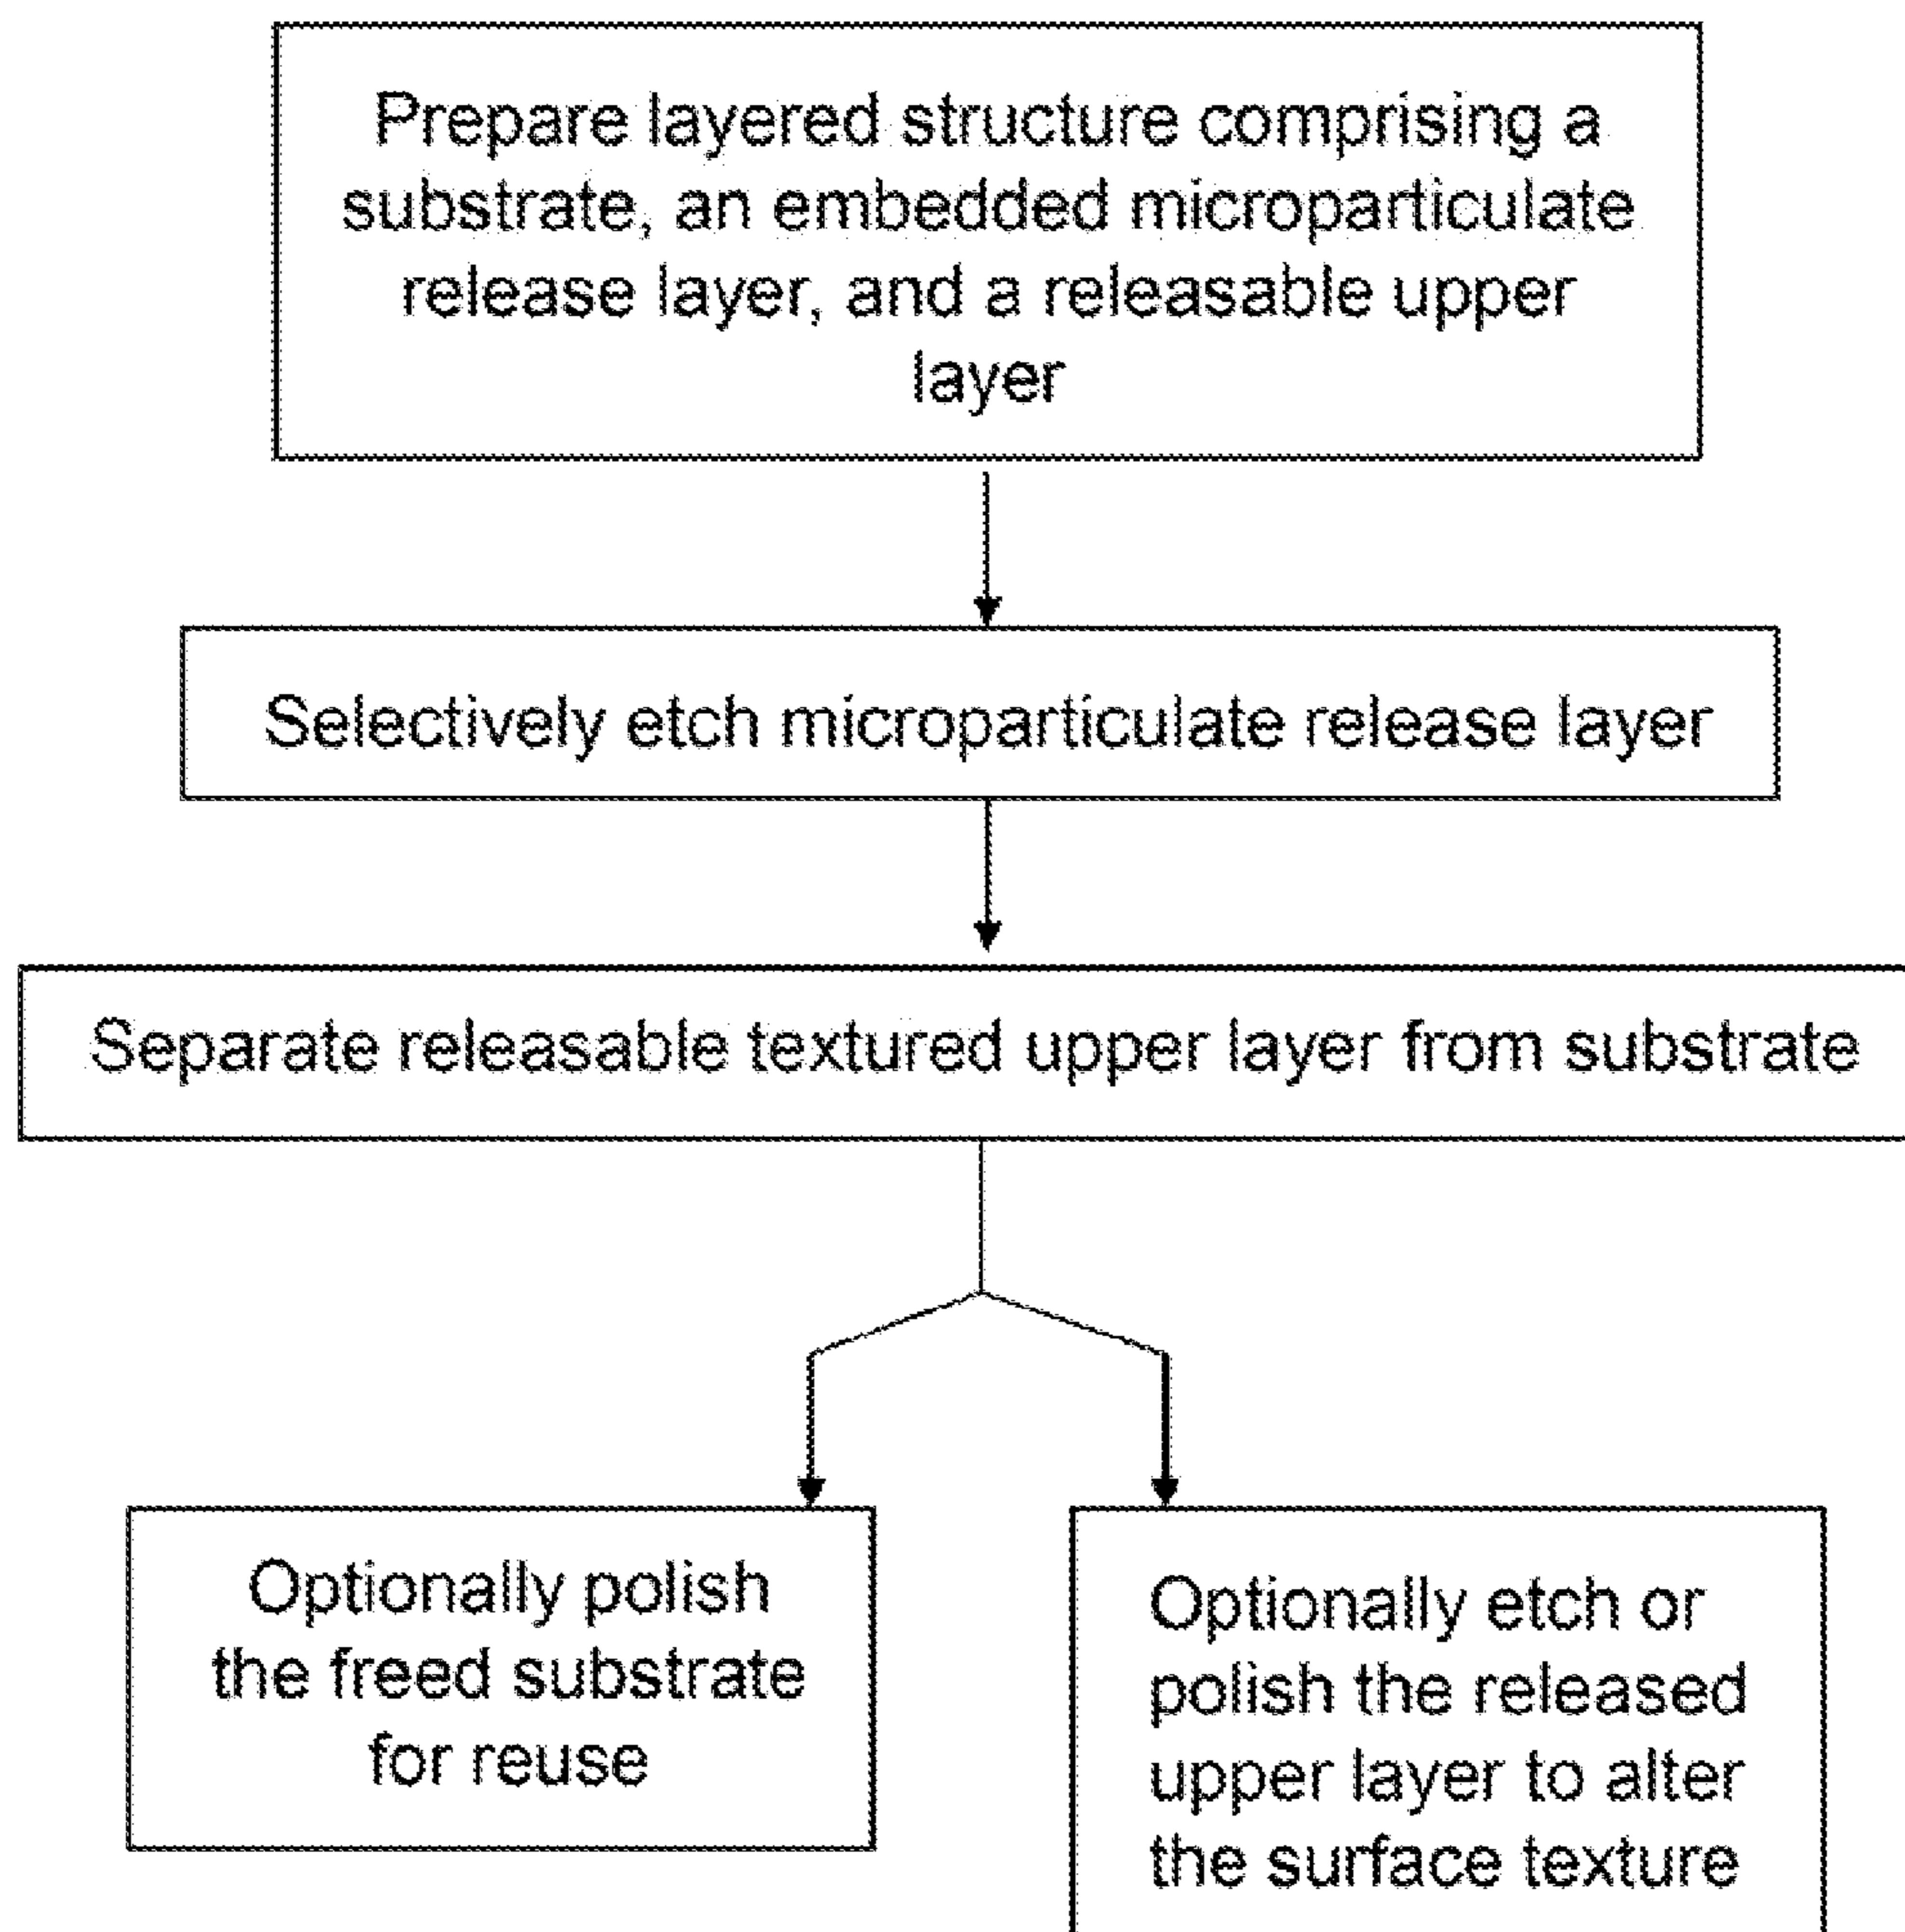 Prepare layered structure comprising a
substrate, an embedded microparticulate
release layer, and a releasable upper
layer
Selectively etch microparticulate release layer
Separate releasable textured upper layer from substrate
Optionally polish
the freed substrate
for reuse
Optionally etch or
polish the released
upper layer to alter
the surface texture